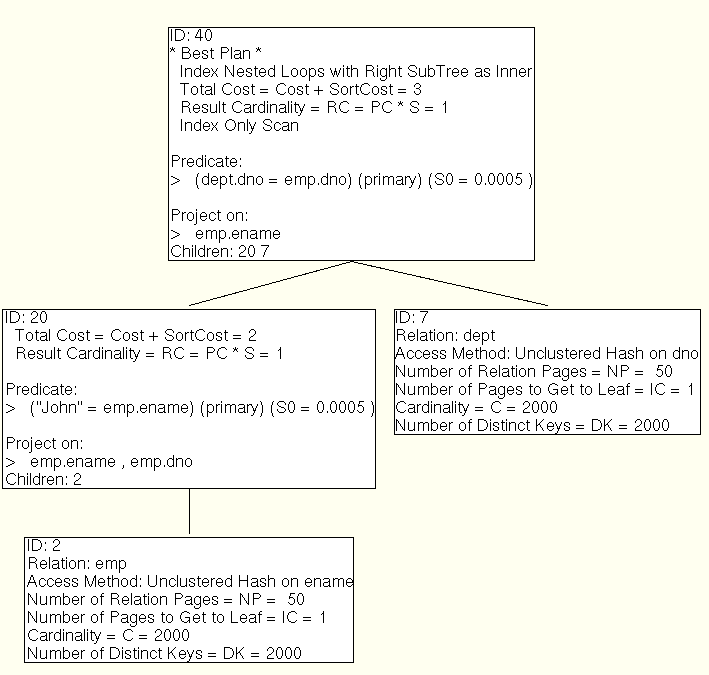 ID: 40
* Best Plan *
Index Nested Loops with Right SubTree as Inner
Total Cost = Cost + SortCost = 3
Result Cardinality = RC = PC * S = 1
Index Only Scan
Predicate:
> (dept.dno = emp.dno) (primary) (S0 = 0.0005 )
Project on:
> emp.ename
Children: 20 7
ID: 20
Total Cost = Cost + SortCost = 2
Result Cardinality = RC = PC * S = 1
Predicate:
> ("John" = emp.ename) (primary) (S0 = 0.0005 )
Project on:
> emp.ename , emp.dno
Children: 2
ID: 7
Relation: dept
Access Method: Unclustered Hash on dno
Number of Relation Pages = NP = 50
Number of Pages to Get to Leaf = IC = 1
Cardinality = C = 2000
Number of Distinct Keys = DK = 2000
ID: 2
Relation: emp
Access Method: Unclustered Hash on ename
Number of Relation Pages = NP = 50
Number of Pages to Get to Leaf = IC = 1
Cardinality = C = 2000
Number of Distinct Keys = DK = 2000